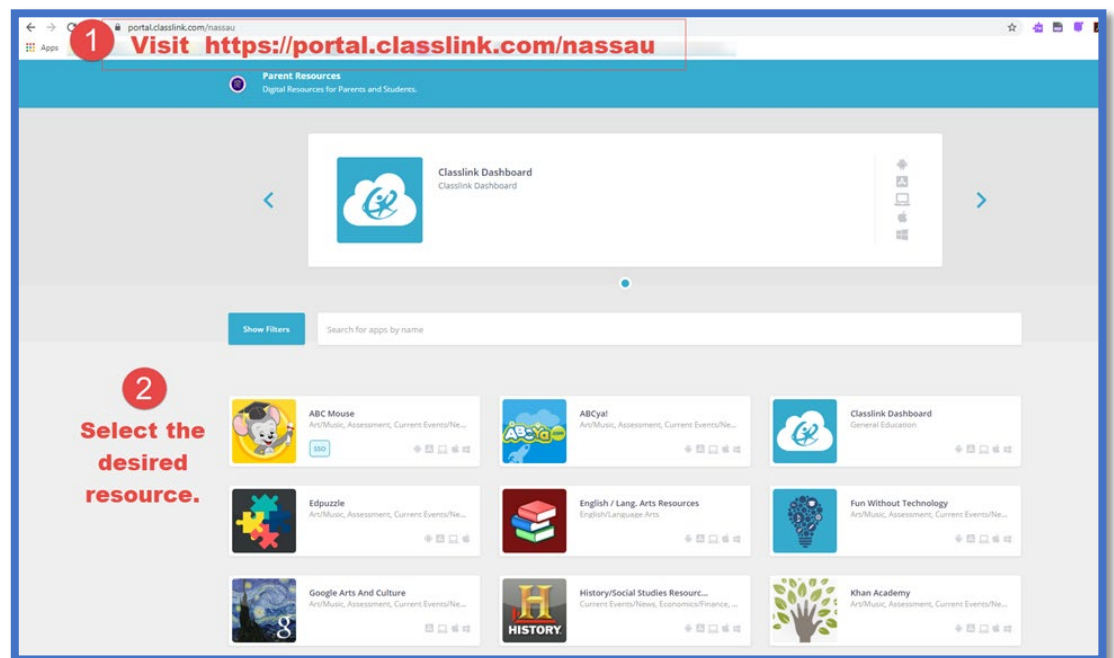 portal.classlink.com/nassau
Apps
1
Visit https://portal.classlink.com/nassau
Parent Resources
Digital Resources for Parents and Students.
Classlink Dashboard
Classlink Dashboard
Show Filters
Search for apps by name
2
Select the
desired
resource.
ABC Mouse
Art/Music, Assessment, Current Events/Ne...
SSO
ABCya.com
ABCya!
Art/Music, Assessment, Current Events/Ne...
Classlink Dashboard
General Education
Edpuzzle
Art/Music, Assessment, Current Events/Ne...
English / Lang. Arts Resources
English/Language Arts
Fun Without Technology
Art/Music, Assessment, Current Events/Ne...
g
Google Arts And Culture
Art/Music, Assessment, Current Events/Ne...
H
HISTORY.
History/Social Studies Resourc...
Current Events/News, Economics/Finance, ...
Khan Academy
Art/Music, Assessment, Current Events/Ne...